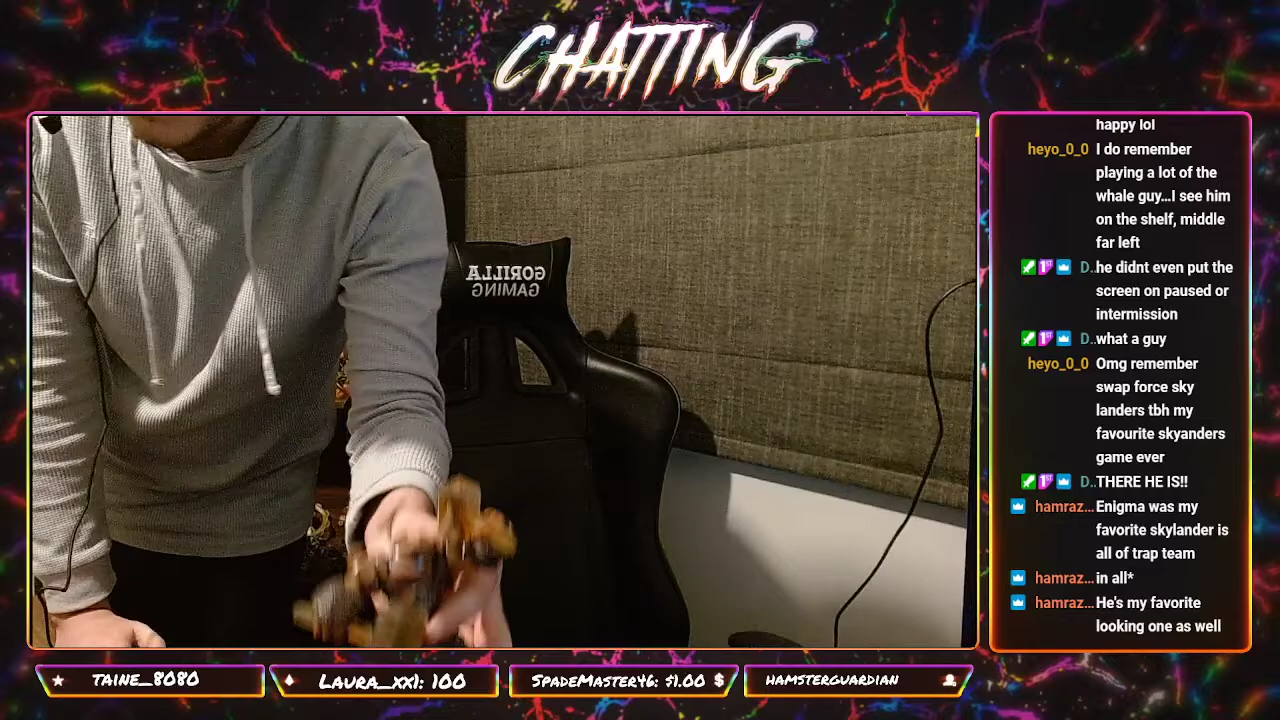 CHATTING
GORILLA
GAMING
happy lol
heyo_0_0 I do remember
playing a lot of the
whale guy...I see him
on the shelf, middle
far left
D.. he didnt even put the
screen on paused or
intermission
D.. what a guy
heyo_0_0 Omg remember
swap force sky
landers tbh my
favourite skyanders
game ever
D.. THERE HE IS!!
hamraz... Enigma was my
favorite skylander is
all of trap team
hamraz... in all*
hamraz... He's my favorite
looking one as well
TAINE_8080
LAURA_XXI: 100
SPADEMASTER46: $1.00 $
HAMSTERGUARDIAN